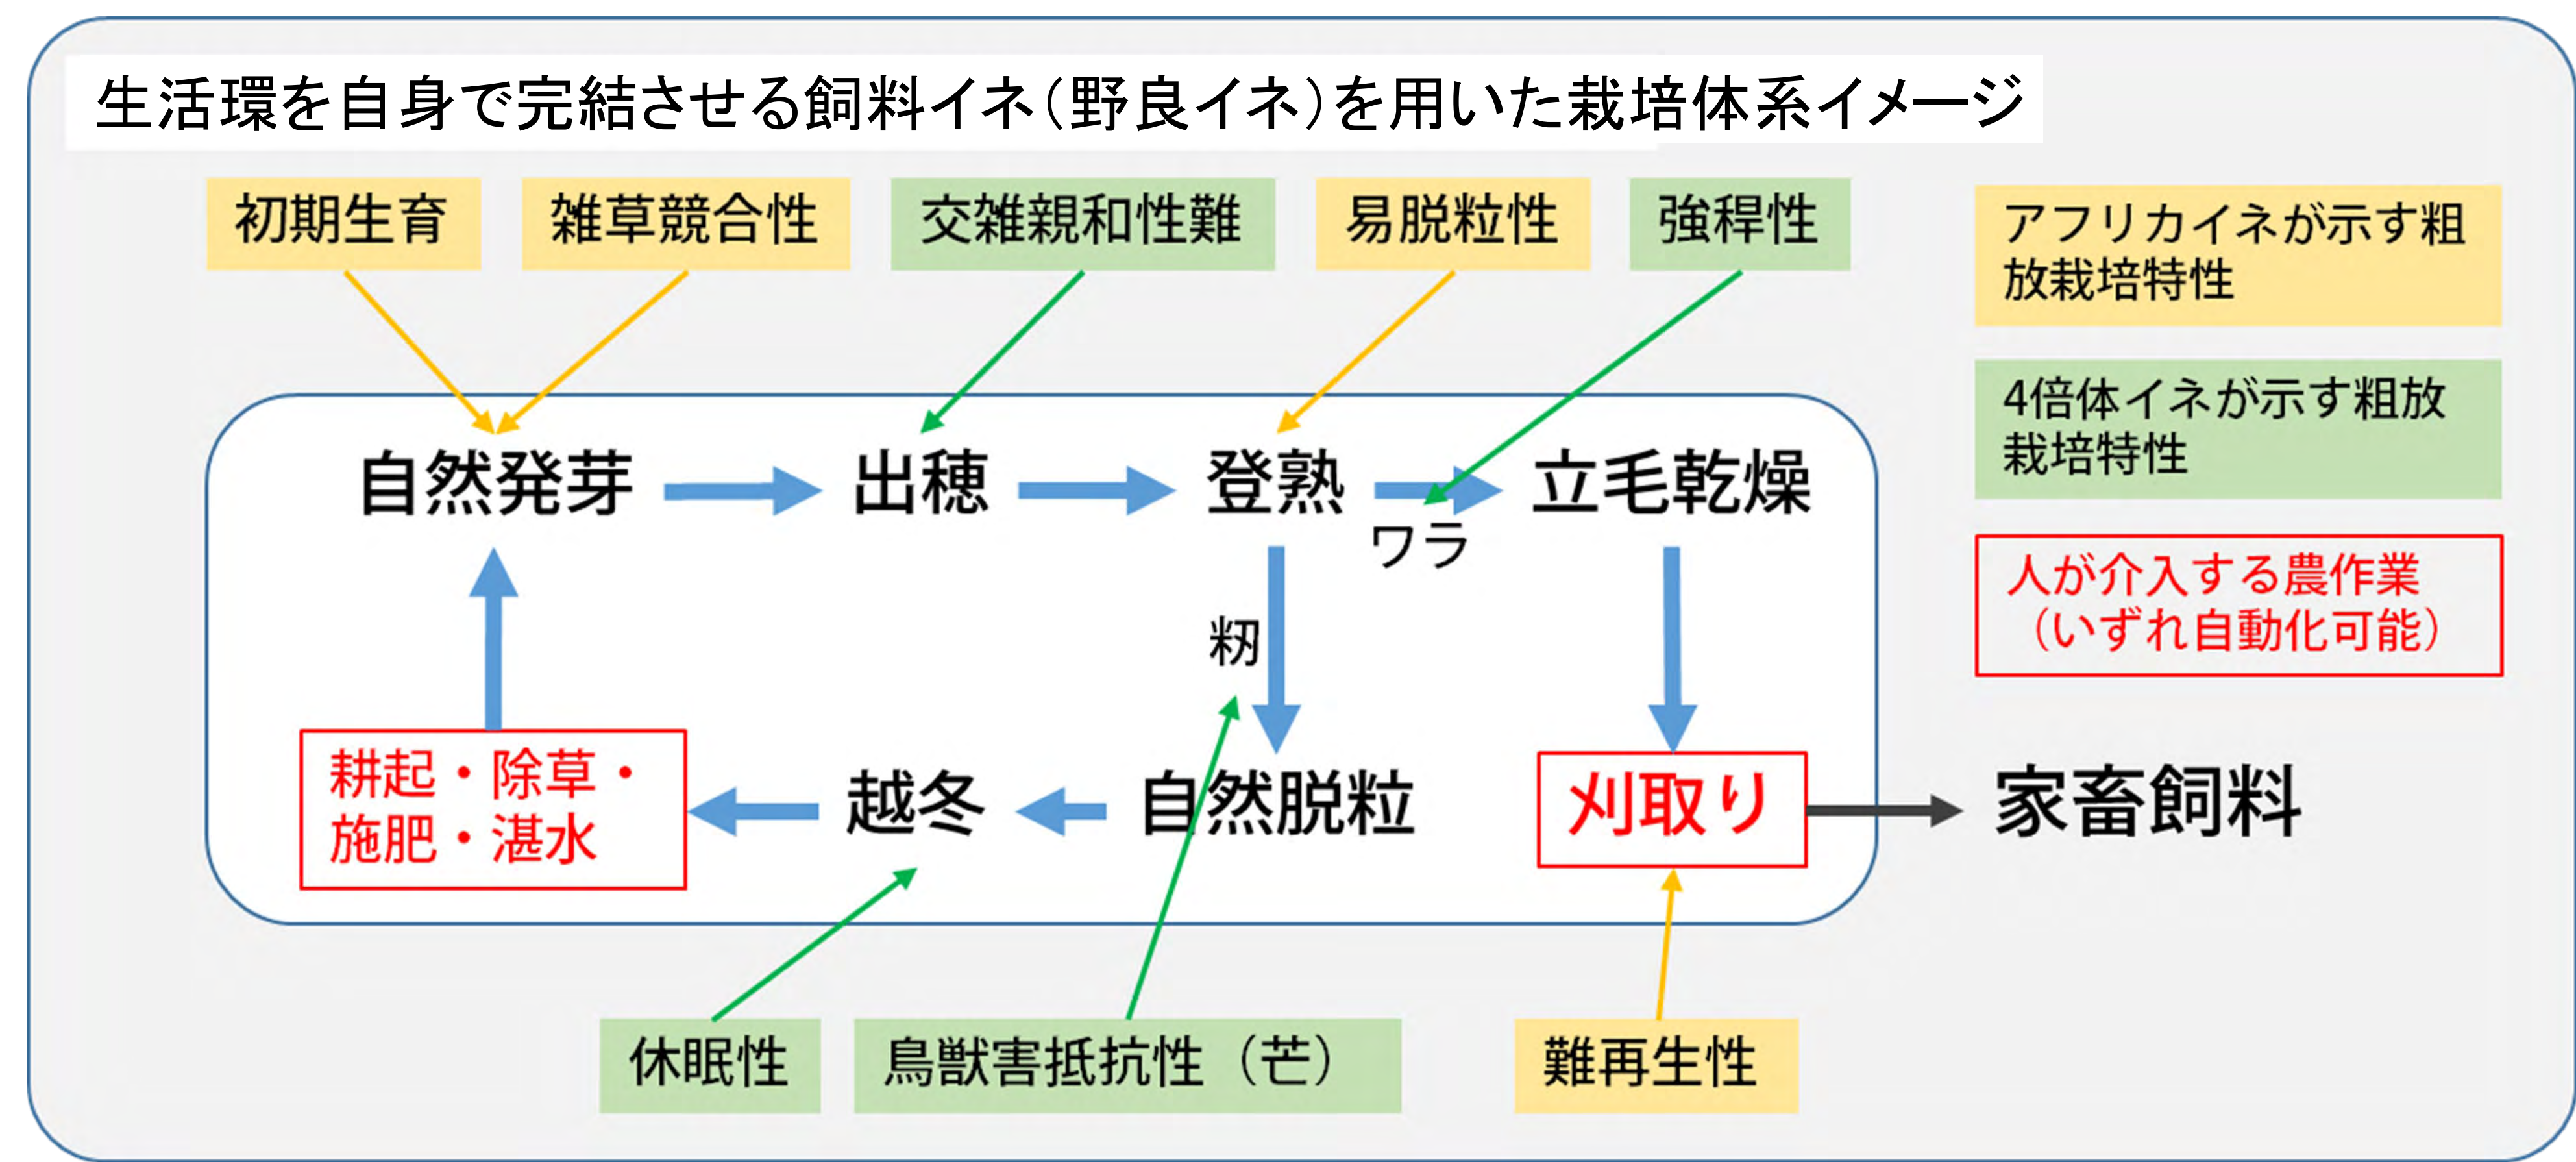 生活環を自身で完結させる飼料イネ（野良イネ）を用いた栽培体系イメージ
初期生育
雑草競合性
交雑親和性難
易脱粒性
強稈性
アフリカイネが示す粗
放栽培特性
4倍体イネが示す粗放
栽培特性
人が介入する農作業
（いずれ自動化可能）
自然発芽
出穂
登熟
ワラ
立毛乾燥
籾
耕起・除草・
施肥・湛水
越冬
自然脱粒
刈取り
家畜飼料
休眠性
鳥獣害抵抗性（芒）
難再生性